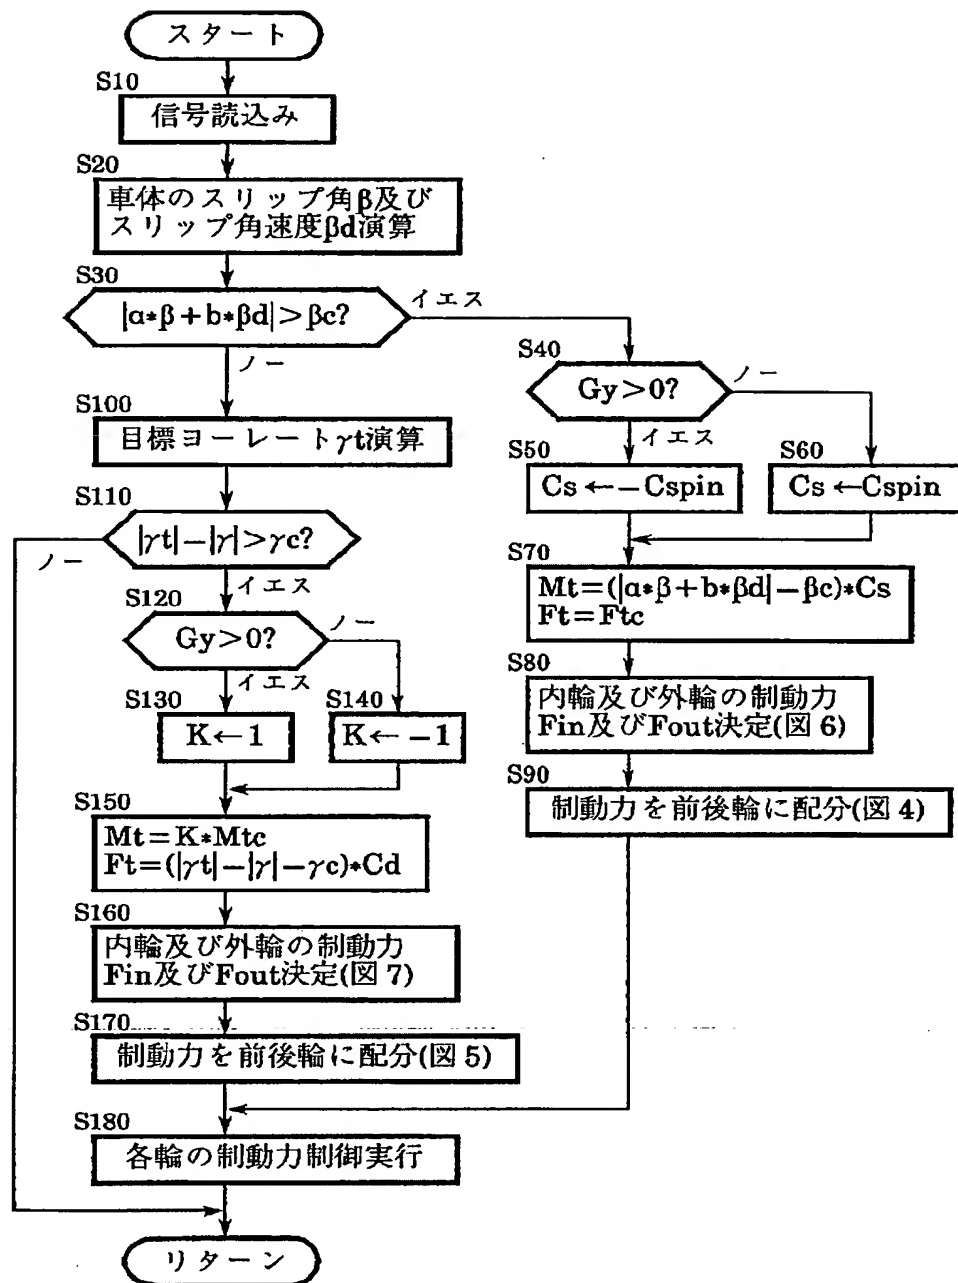 スタート
S10
信号読込み
S20
車体のスリップ角β及び
スリップ角速度βd演算
S30
|a*β+b*βd|>βc?
イエス
ノー
S40
Gy>0?
ノー
イエス
S50
Cs←-Cspin
S60
Cs←Cspin
S70
Mt=(|a*β+b*βd|-βc)*Cs
Ft=Ftc
S80
内輪及び外輪の制動力
Fin及びFout決定(図6)
S90
制動力を前後輪に配分(図4)
S100
目標ヨーレートγt演算
S110
|γt|-|γ|>γc?
ノー
イエス
S120
Gy>0?
ノー
イエス
S130
K←1
S140
K←-1
S150
Mt=K*Mtc
Ft=(|γt|-|γ|-γc)*Cd
S160
内輪及び外輪の制動力
Fin及びFout決定(図7)
S170
制動力を前後輪に配分(図5)
S180
各輪の制動力制御実行
リターン